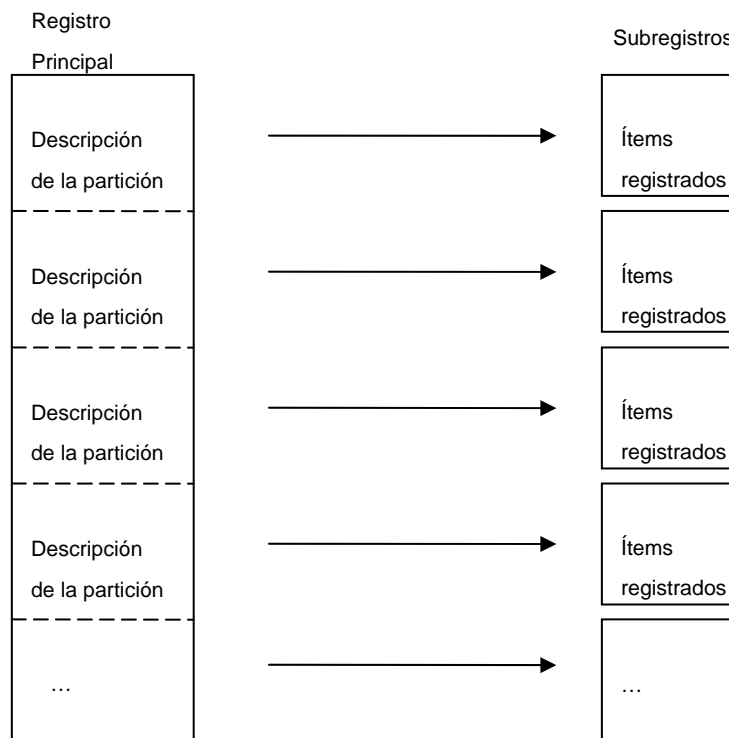 Registro
Principal
Subregistros
Descripción
de la partición
Ítems
registrados
Descripción
de la partición
Ítems
registrados
Descripción
de la partición
Ítems
registrados
Descripción
de la partición
Ítems
registrados
…
…